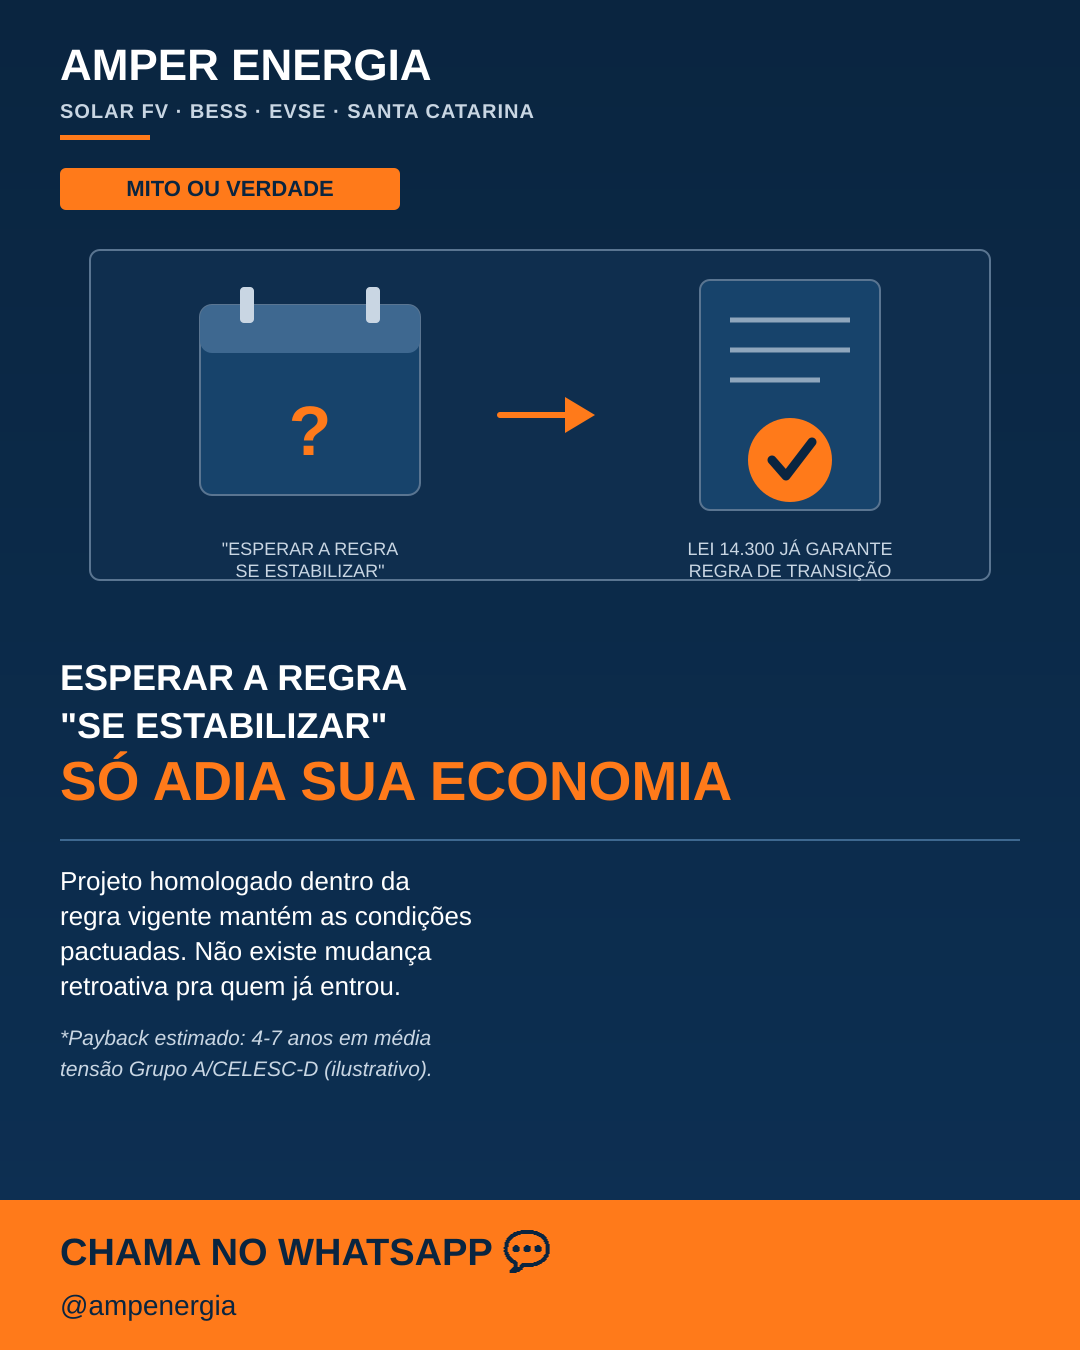 AMPER ENERGIA
SOLAR FV · BESS · EVSE · SANTA CATARINA
MITO OU VERDADE
?
"ESPERAR A REGRA
SE ESTABILIZAR"
LEI 14.300 JÁ GARANTE
REGRA DE TRANSIÇÃO
ESPERAR A REGRA
"SE ESTABILIZAR"
SÓ ADIA SUA ECONOMIA
Projeto homologado dentro da
regra vigente mantém as condições
pactuadas. Não existe mudança
retroativa pra quem já entrou.
*Payback estimado: 4-7 anos em média
tensão Grupo A/CELESC-D (ilustrativo).
CHAMA NO WHATSAPP 💬
@ampenergia